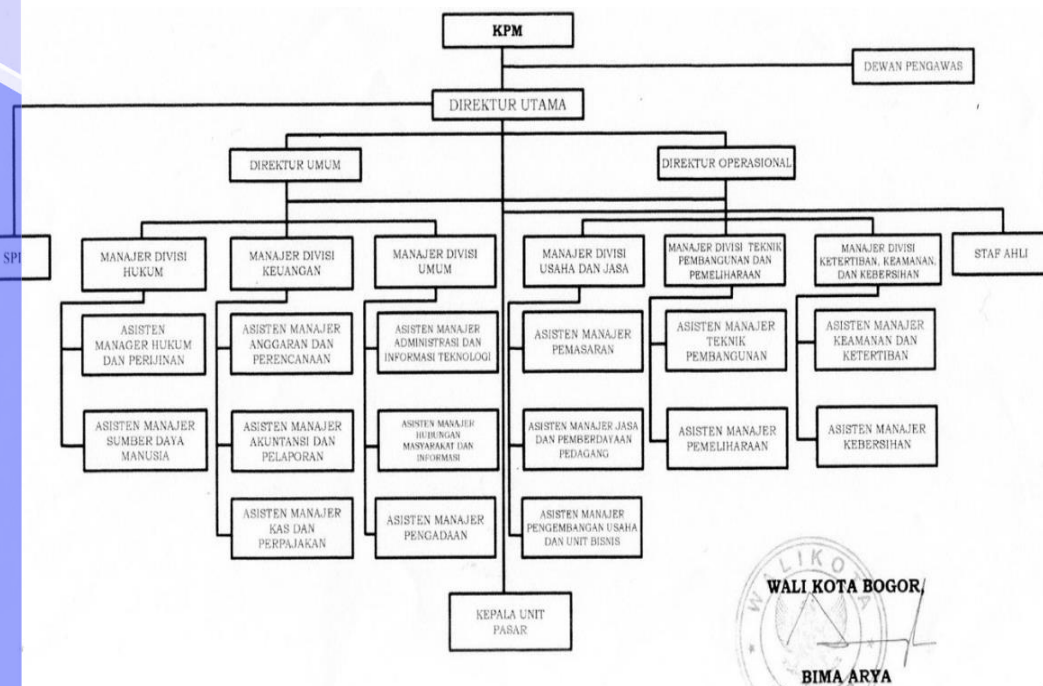 KPM
DEWAN PENGAWAS
DIREKTUR UTAMA
DIREKTUR UMUM
DIREKTUR OPERASIONAL
SPI
MANAJER DIVISI
HUKUM
MANAJER DIVISI
KEUANGAN
MANAJER DIVISI
UMUM
MANAJER DIVISI
USAHA DAN JASA
MANAJER DIVISI TEKNIK
PEMBANGUNAN DAN
PEMELIHARAAN
MANAJER DIVISI
KETERTIBAN, KEAMANAN,
DAN KEBERSIHAN
STAF AHLI
ASISTEN
MANAGER HUKUM
DAN PERIJINAN
ASISTEN MANAJER
ANGGARAN DAN
PERENCANAAN
ASISTEN MANAJER
ADMINISTRASI DAN
INFORMASI TEKNOLOGI
ASISTEN MANAJER
PEMASARAN
ASISTEN MANAJER
TEKNIK
PEMBANGUNAN
ASISTEN MANAJER
KEAMANAN DAN
KETERTIBAN
ASISTEN MANAJER
SUMBER DAYA
MANUSIA
ASISTEN MANAJER
AKUNTANSI DAN
PELAPORAN
ASISTEN MANAJER
HUBUNGAN
MASYARAKAT DAN
INFORMASI
ASISTEN MANAJER JASA
DAN PEMBERDAYAAN
PEDAGANG
ASISTEN MANAJER
PEMELIHARAAN
ASISTEN MANAJER
KEBERSIHAN
ASISTEN MANAJER
KAS DAN
PERPAJAKAN
ASISTEN MANAJER
PENGADAAN
ASISTEN MANAJER
PENGEMBANGAN USAHA
DAN UNIT BISNIS
KEPALA UNIT
PASAR
WALIKOTA
WALI KOTA BOGOR,
BIMA ARYA